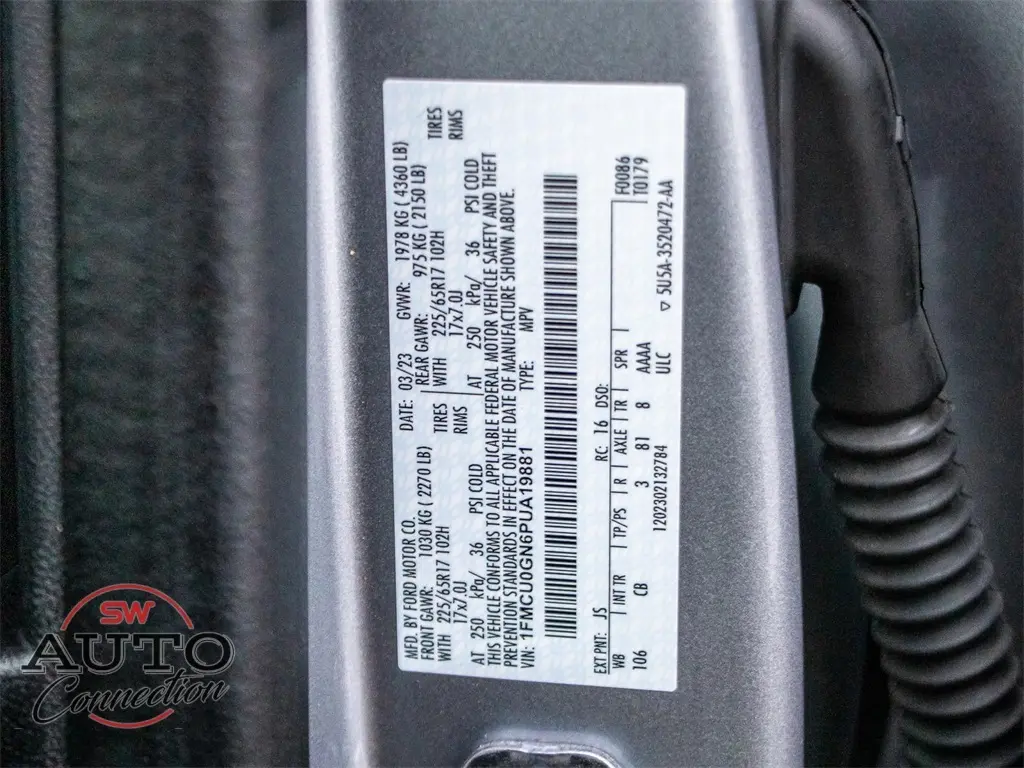 MFD. BY FORD MOTOR CO.
DATE: 03/23 GVWR: 1978 KG ( 4360 LB)
FRONT GAWR: 1030 KG ( 2270 LB) REAR GAWR: 975 KG ( 2150 LB)
WITH 225/65R17 102H TIRES WITH 225/65R17 102H TIRES
17x7.0J RIMS 17x7.0J RIMS
AT 250 kPa/ 36 PSI COLD AT 250 kPa/ 36 PSI COLD
THIS VEHICLE CONFORMS TO ALL APPLICABLE FEDERAL MOTOR VEHICLE SAFETY AND THEFT
PREVENTION STANDARDS IN EFFECT ON THE DATE OF MANUFACTURE SHOWN ABOVE.
VIN: 1FMCU0GN6PUA19881 TYPE: MPV
EXT PNT: JS RC: 16 DSO: F0086
WB INT TR TP/PS R AXLE TR SPR T0179
106 CB 3 81 8 AAAA
1202302132784 ULC
5U5A-3520472-AA
SW
AUTO
Connection